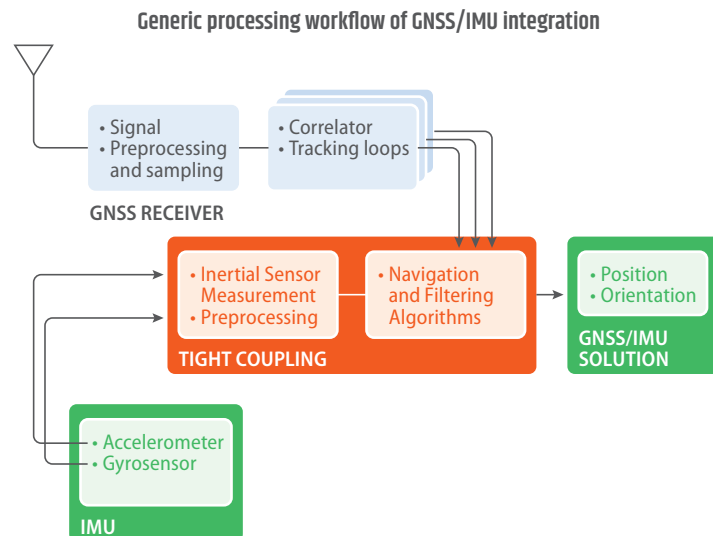 Generic processing workflow of GNSS/IMU integration
• Signal
• Preprocessing
and sampling
• Correlator
• Tracking loops
GNSS RECEIVER
• Inertial Sensor
Measurement
• Preprocessing
• Navigation
and Filtering
Algorithms
TIGHT COUPLING
• Position
• Orientation
GNSS/IMU
SOLUTION
• Accelerometer
• Gyrosensor
IMU